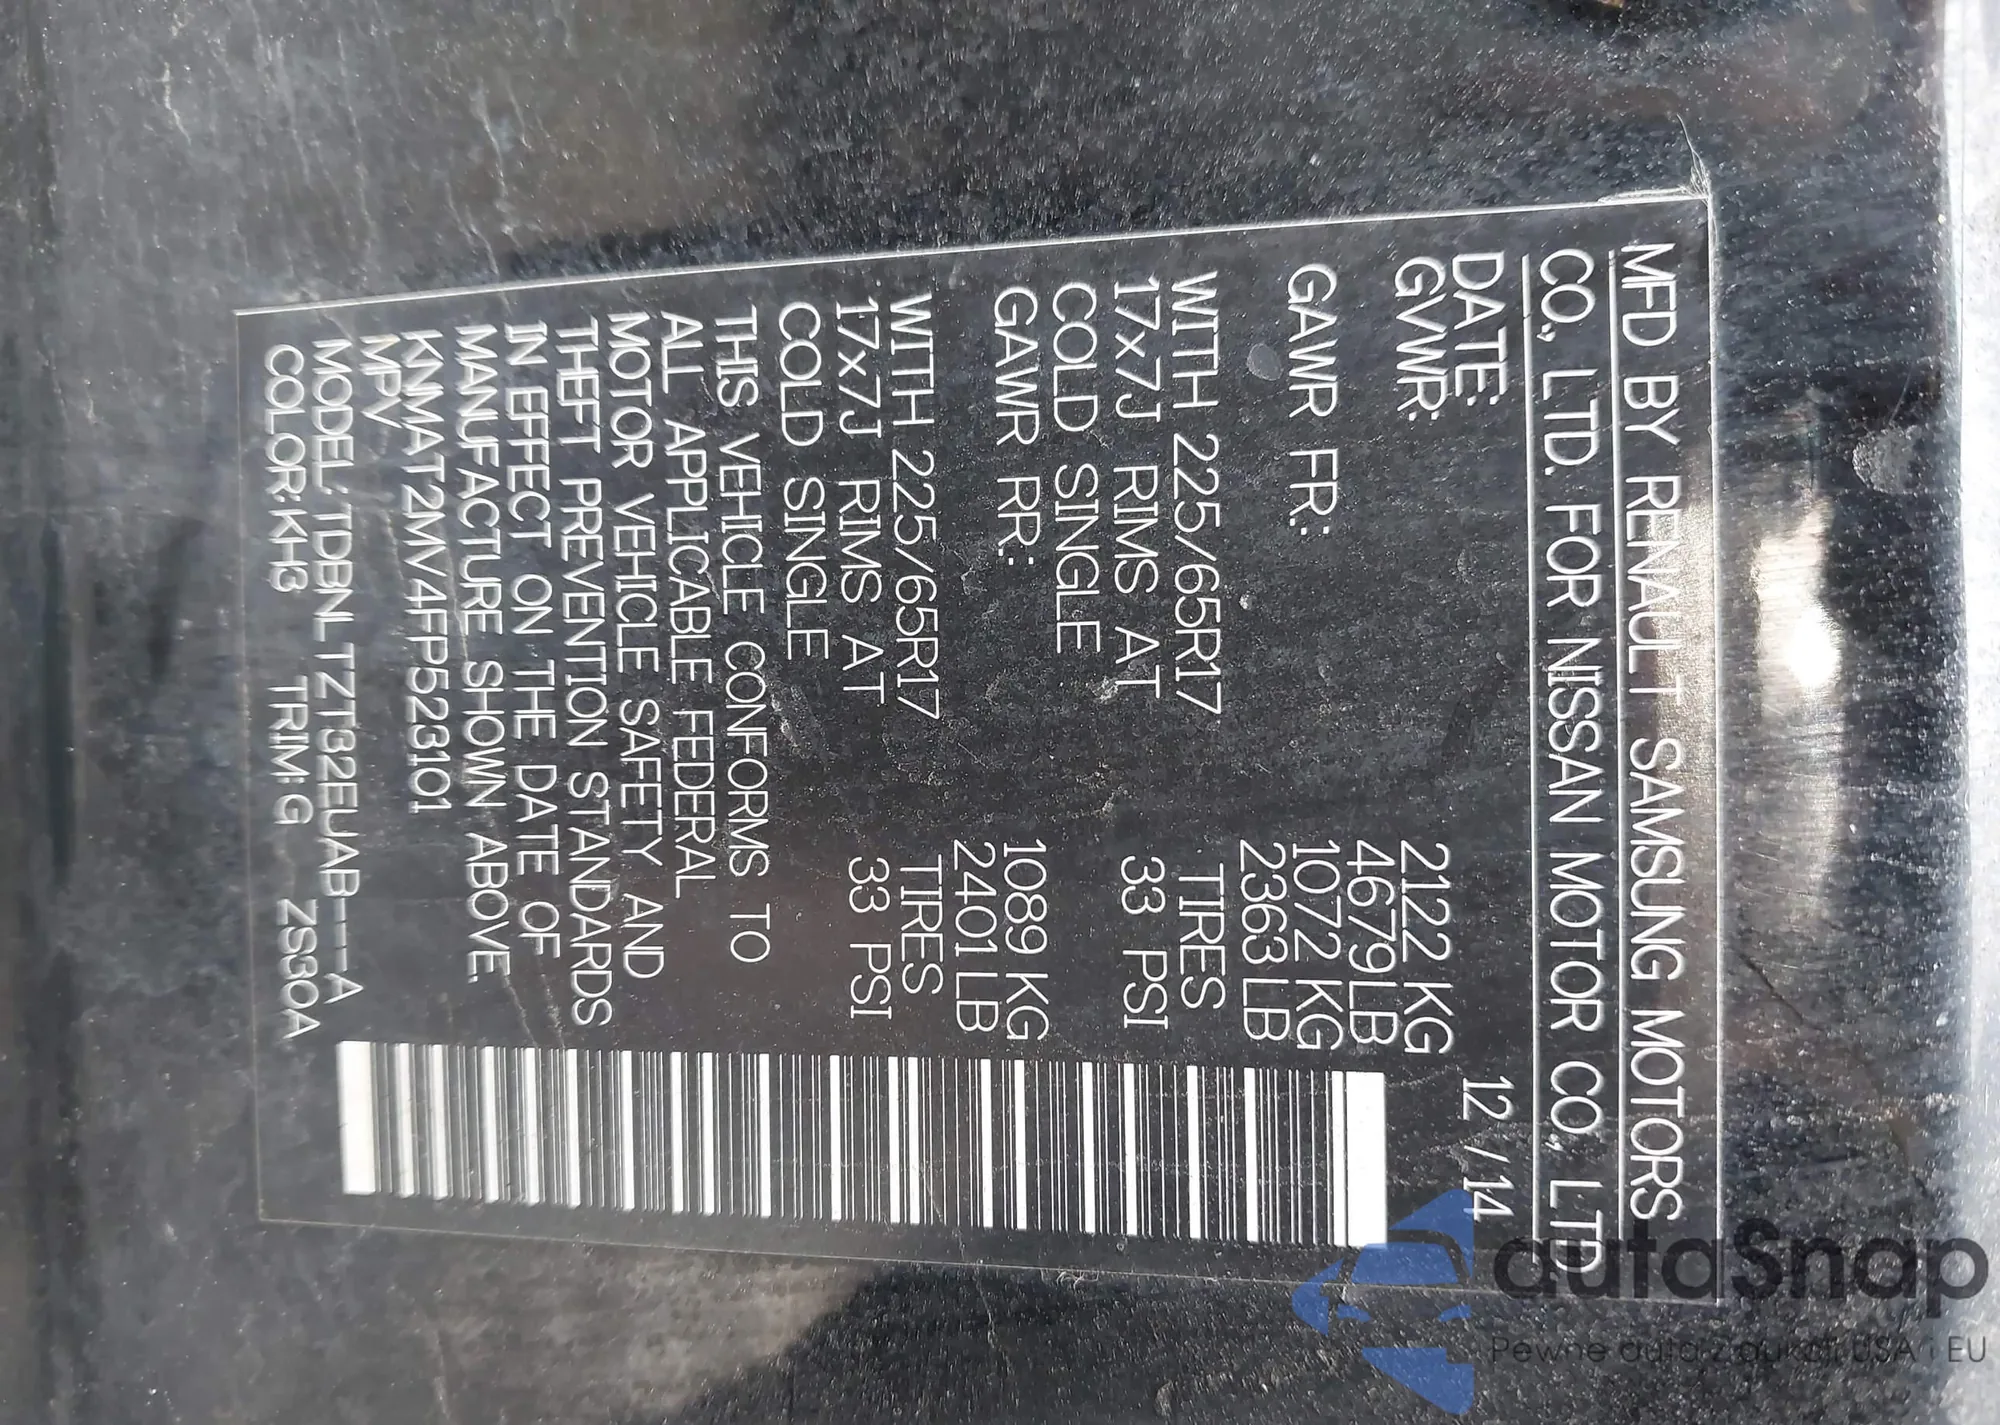 MFD BY RENAULT SAMSUNG MOTORS
CO., LTD. FOR NISSAN MOTOR CO., LTD
DATE: 12 / 14
GVWR: 2122 KG
4679 LB
GAWR FR: 1072 KG
2363 LB
WITH 225/65R17 TIRES
17x7J RIMS AT 33 PSI
COLD SINGLE
GAWR RR: 1089 KG
2401 LB
WITH 225/65R17 TIRES
17x7J RIMS AT 33 PSI
COLD SINGLE
THIS VEHICLE CONFORMS TO
ALL APPLICABLE FEDERAL
MOTOR VEHICLE SAFETY AND
THEFT PREVENTION STANDARDS
IN EFFECT ON THE DATE OF
MANUFACTURE SHOWN ABOVE.
KNMAT2MV4FP523101
MPV
MODEL: TDBNLTZT32EUAB---A
COLOR: KH3 TRIM: G ZS30A
autaSnap
Pewne auta z aukcji USA i EU